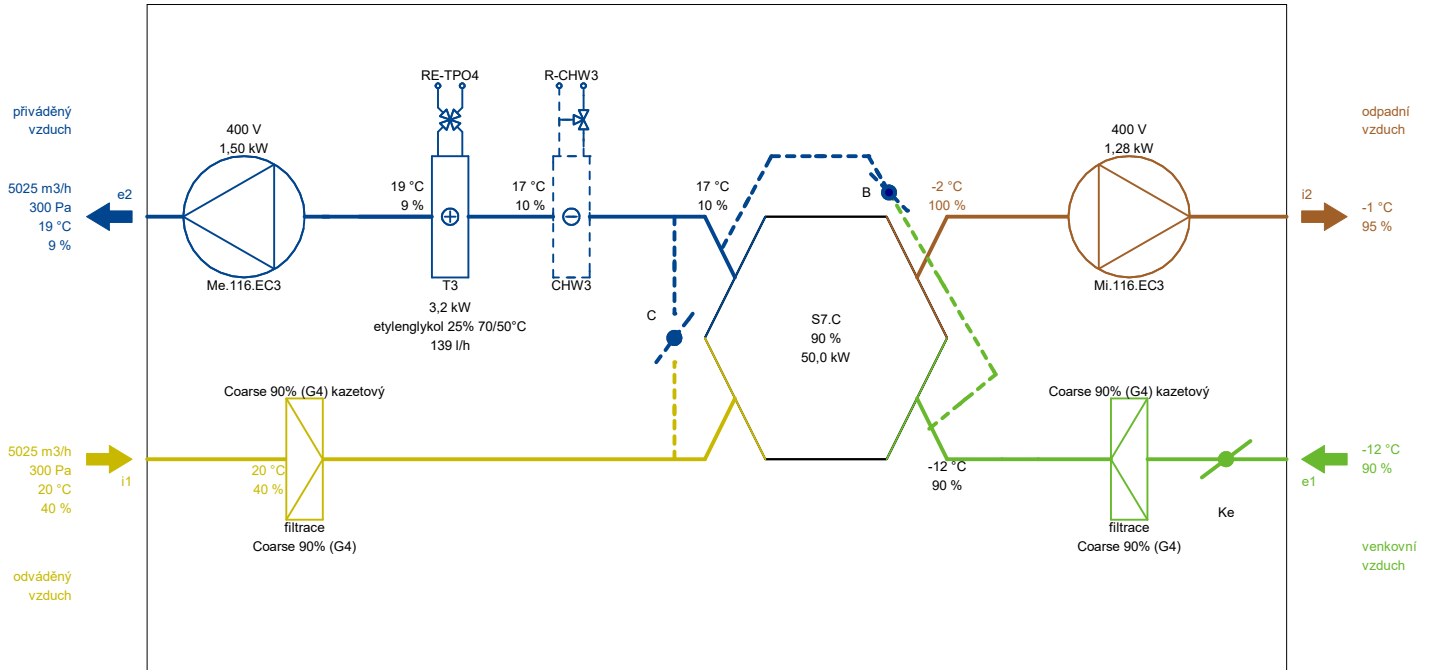 RE-TPO4
R-CHW3
přiváděný
vzduch
400 V
1,50 kW
400 V
1,28 kW
odpadní
vzduch
5025 m3/h
300 Pa
19 °C
9 %
e2
19 °C
9 %
17 °C
10 %
17 °C
10 %
B
-2 °C
100 %
i2
-1 °C
95 %
Me.116.EC3
T3
CHW3
Mi.116.EC3
3,2 kW
etylenglykol 25% 70/50°C
139 l/h
C
S7.C
90 %
50,0 kW
Coarse 90% (G4) kazetový
Coarse 90% (G4) kazetový
5025 m3/h
300 Pa
20 °C
40 %
i1
20 °C
40 %
-12 °C
90 %
-12 °C
90 %
e1
Ke
filtrace
Coarse 90% (G4)
filtrace
Coarse 90% (G4)
odváděný
vzduch
venkovní
vzduch